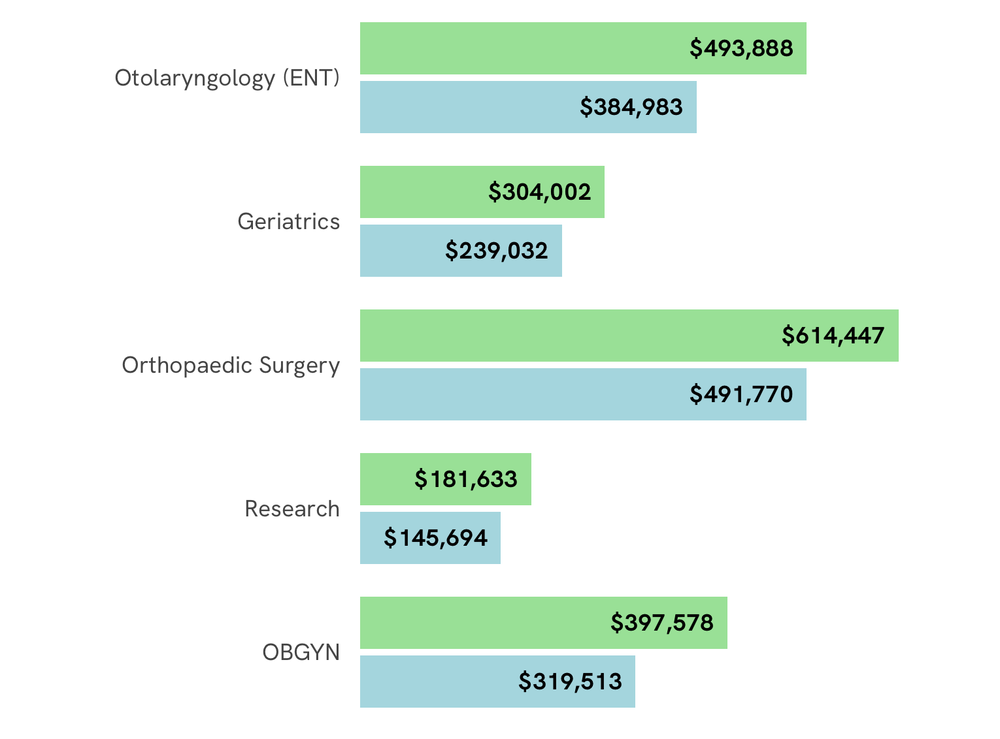 $493,888
Otolaryngology (ENT)
$384,983
$304,002
Geriatrics
$239,032
$614,447
Orthopaedic Surgery
$491,770
$181,633
Research
$145,694
$397,578
OBGYN
$319,513